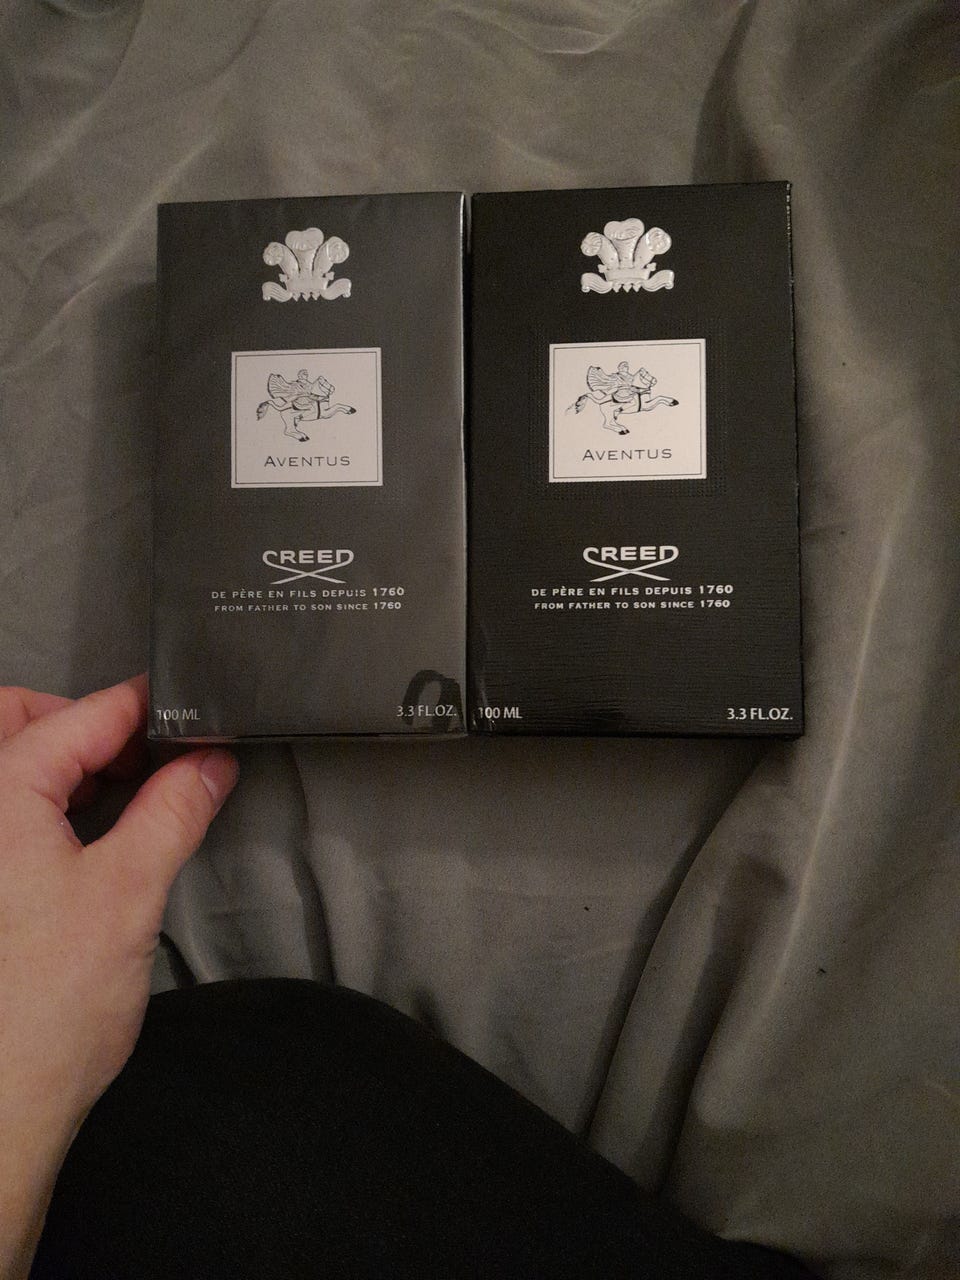 AVENTUS
CREED
DE PÈRE EN FILS DEPUIS 1760
FROM FATHER TO SON SINCE 1760
100 ML 3.3 FL.OZ.
AVENTUS
CREED
DE PÈRE EN FILS DEPUIS 1760
FROM FATHER TO SON SINCE 1760
100 ML 3.3 FL.OZ.